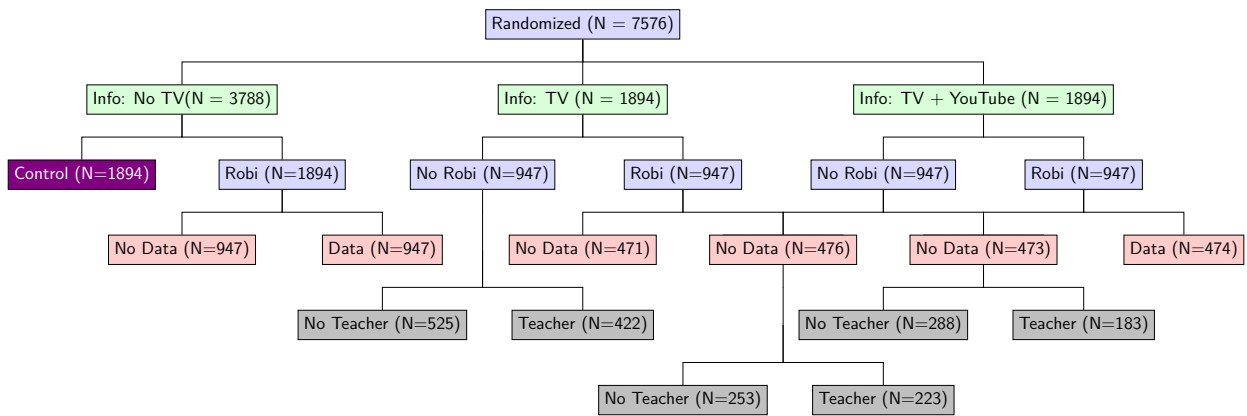 Randomized (N = 7576)
Info: No TV(N = 3788)
Info: TV (N = 1894)
Info: TV + YouTube (N = 1894)
Control (N=1894)
Robi (N=1894)
No Robi (N=947)
Robi (N=947)
No Robi (N=947)
Robi (N=947)
No Data (N=947)
Data (N=947)
No Data (N=471)
No Data (N=476)
No Data (N=473)
Data (N=474)
No Teacher (N=525)
Teacher (N=422)
No Teacher (N=288)
Teacher (N=183)
No Teacher (N=253)
Teacher (N=223)